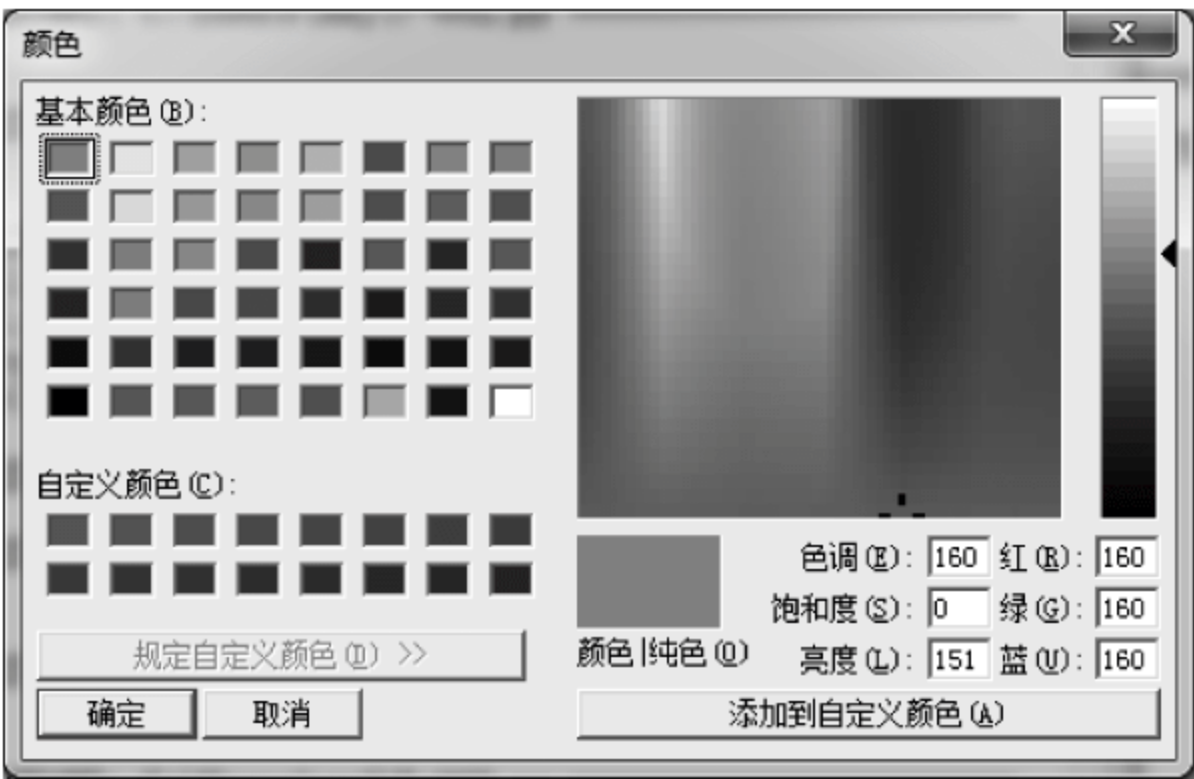 颜色
基本颜色(B):
自定义颜色(C):
规定自定义颜色(D) >>
确定
取消
颜色|纯色(O)
色调(E): 160
饱和度(S): 0
亮度(L): 151
红(R): 160
绿(G): 160
蓝(U): 160
添加到自定义颜色(A)